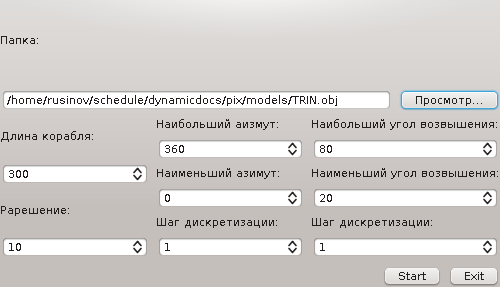 Папка:
/home/rusinov/schedule/dynamicdocs/pix/models/TRIN.obj
Просмотр...
Длина корабля:
Наибольший аизмут:
Наибольший угол возвышения:
300
360
80
Наименьший азимут:
Наименьший угол возвышения:
0
20
Рарешение:
Шаг дискретизации:
Шаг дискретизации:
10
1
1
Start
Exit